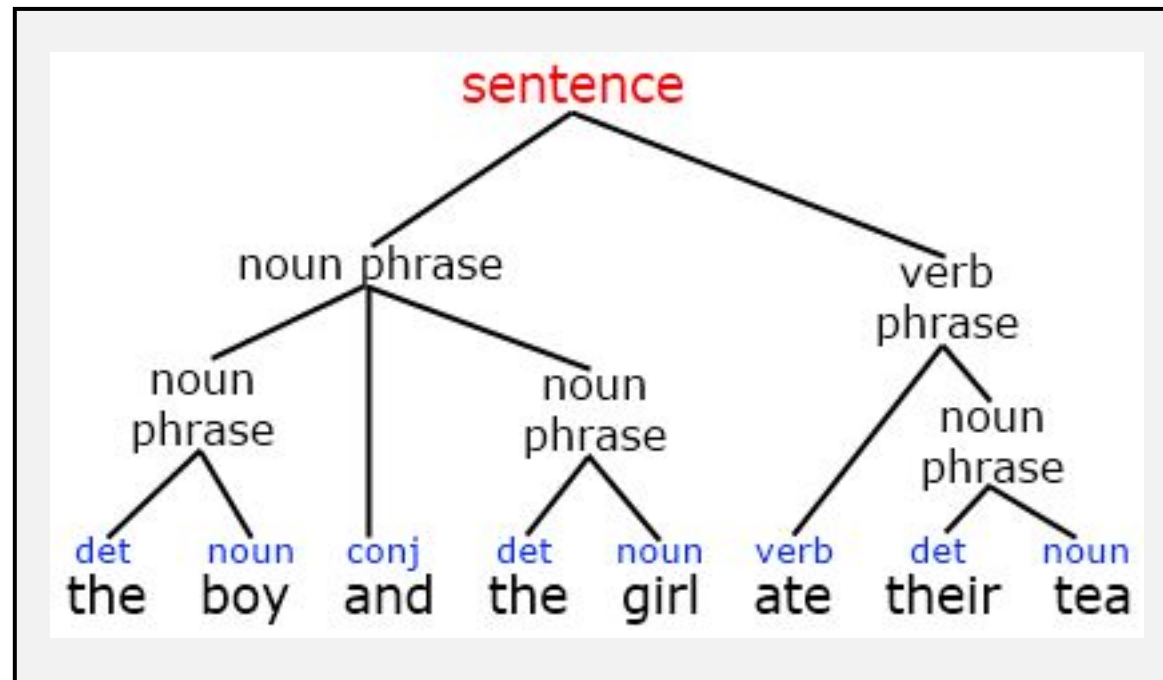 sentence
noun phrase
verb
phrase
noun
phrase
noun
phrase
noun
phrase
det noun conj det noun verb det noun
the boy and the girl ate their tea